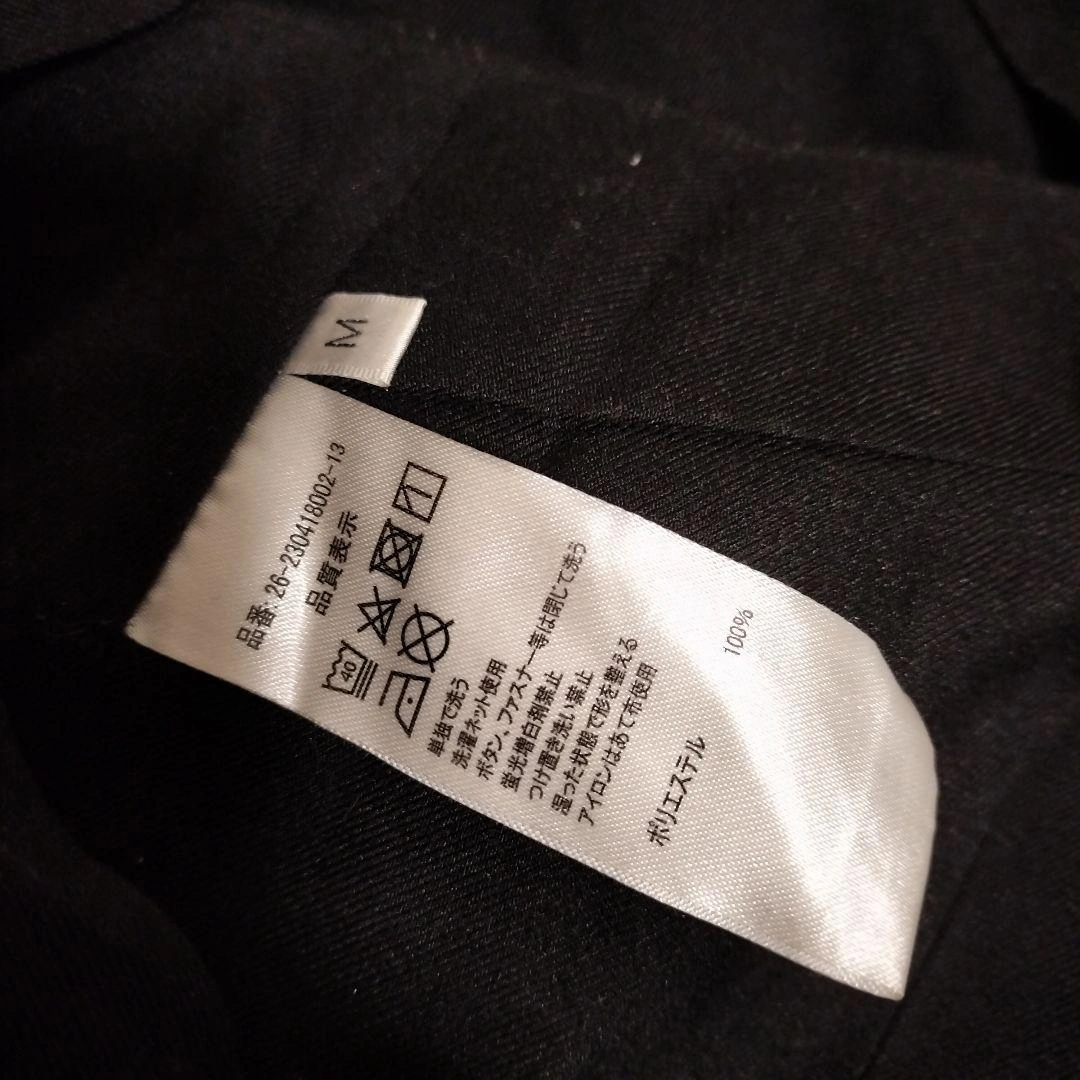 M
品番 26-230418002-13
品質表示
40
単独で洗う
洗濯ネット使用
ボタン、ファスナー等は閉じて洗う
蛍光増白剤禁止
つけ置き洗い禁止
湿った状態で形を整える
アイロンはあて布使用
ポリエステル 100%